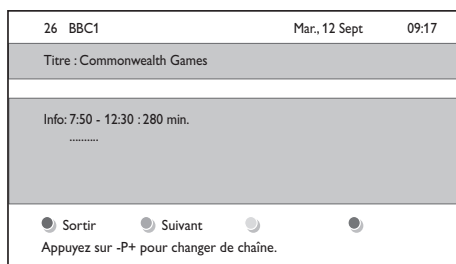 26 BBC1 Mar., 12 Sept 09:17
Titre : Commonwealth Games
Info: 7:50 - 12:30 : 280 min.
..........
Sortir Suivant
Appuyez sur -P+ pour changer de chaîne.